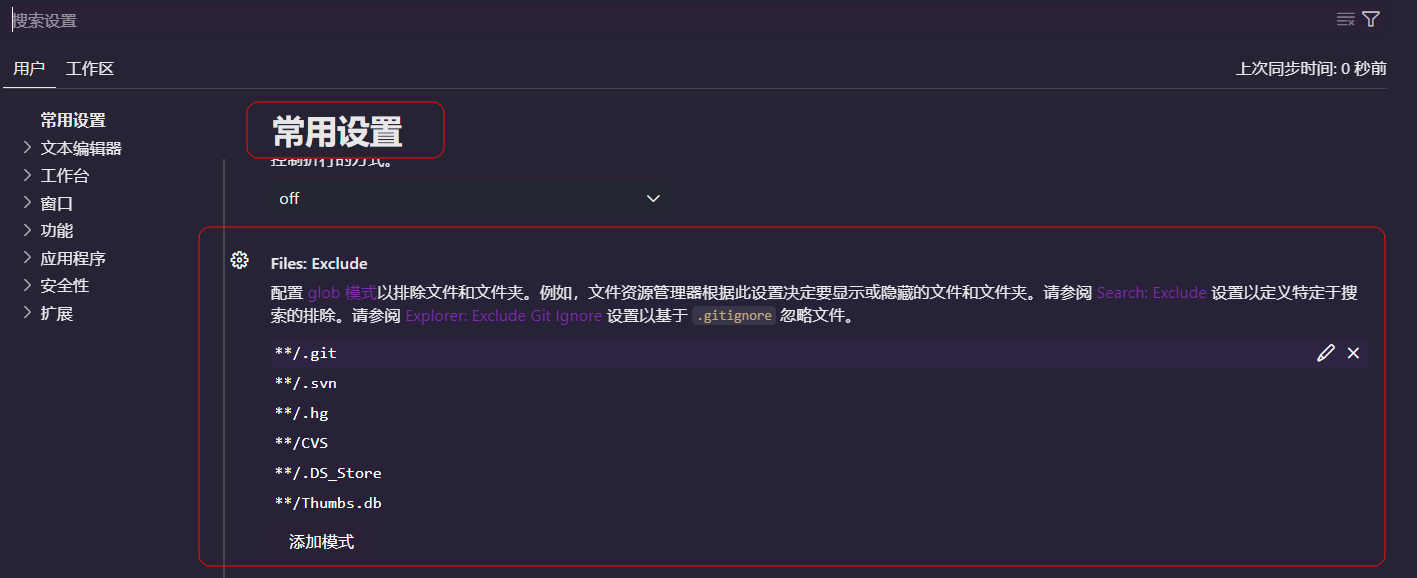 搜索设置
用户 工作区 上次同步时间: 0 秒前
常用设置
文本编辑器
工作台
窗口
功能
应用程序
安全性
扩展
常用设置
控制折行的方式。
off
Files: Exclude
配置 glob 模式以排除文件和文件夹。例如，文件资源管理器根据此设置决定要显示或隐藏的文件和文件夹。请参阅 Search: Exclude 设置以定义特定于搜
索的排除。请参阅 Explorer: Exclude Git Ignore 设置以基于 .gitignore 忽略文件。
**/.git
**/.svn
**/.hg
**/CVS
**/.DS_Store
**/Thumbs.db
添加模式